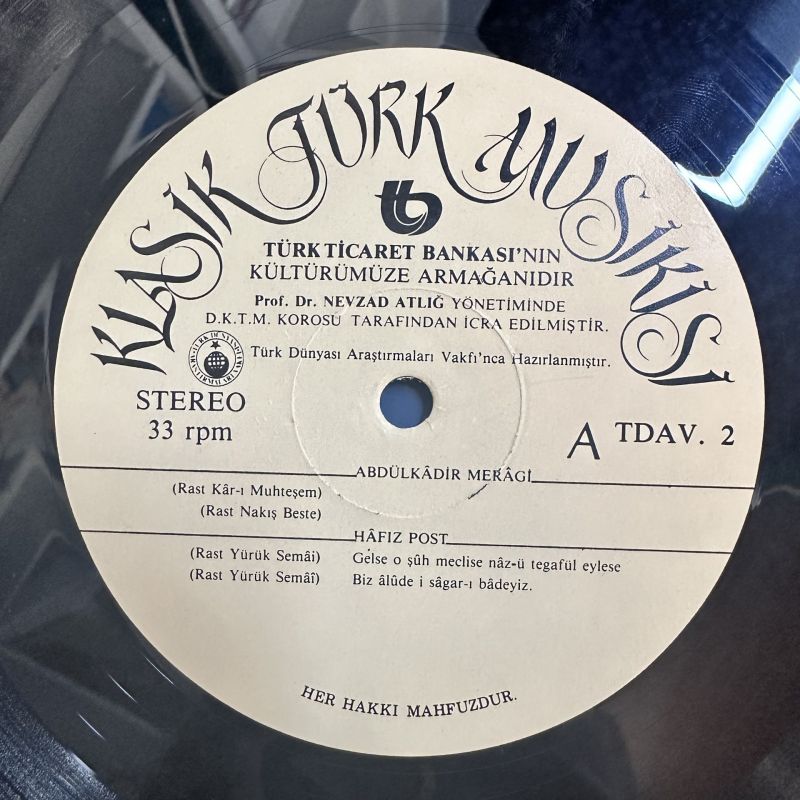 KLASİK TÜRK MUSİKİSİ
TÜRK TİCARET BANKASI'NIN
KÜLTÜRÜMÜZE ARMAĞANIDIR
Prof. Dr. NEVZAD ATLIĞ YÖNETİMİNDE
D.K.T.M. KOROSU TARAFINDAN İCRA EDİLMİŞTİR.
Türk Dünyası Araştırmaları Vakfı'nca Hazırlanmıştır.
STEREO
33 rpm
A TDAV. 2
ABDÜLKÂDİR MERÂGİ
(Rast Kâr-ı Muhteşem)
(Rast Nakış Beste)
HÂFIZ POST
(Rast Yürük Semâi) Gelse o şûh meclise nâz-ü tegafül eylese
(Rast Yürük Semâî) Biz âlûde i sâgar-ı bâdeyiz.
HER HAKKI MAHFUZDUR.